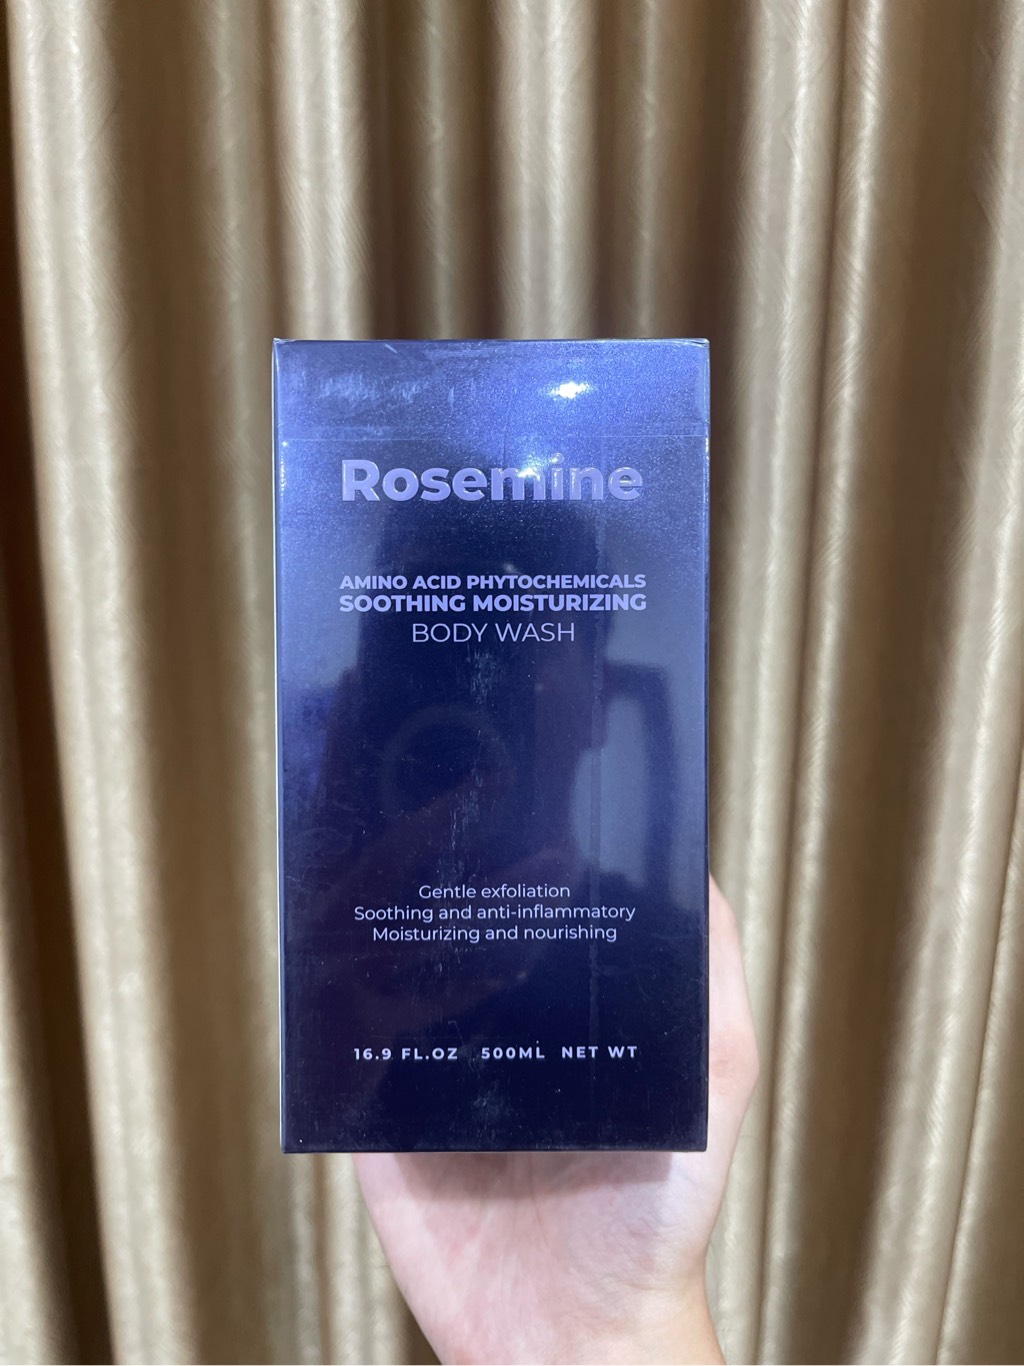 Rosemine
AMINO ACID PHYTOCHEMICALS
SOOTHING MOISTURIZING
BODY WASH
Gentle exfoliation
Soothing and anti-inflammatory
Moisturizing and nourishing
16.9 FL.OZ 500ML NET WT